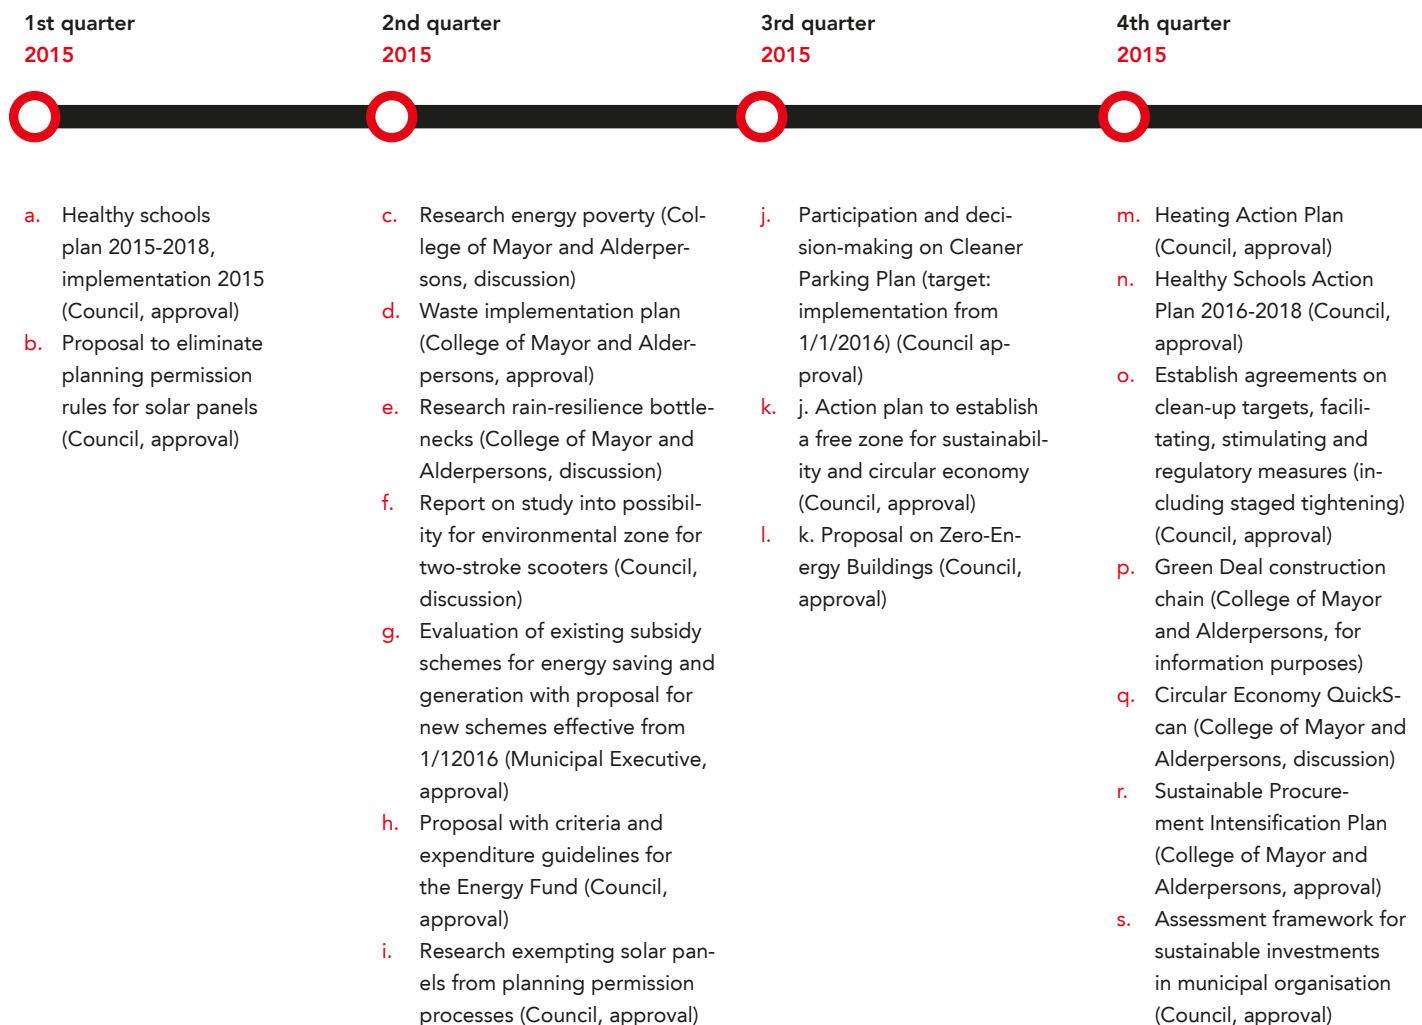 1st quarter
2015
a. Healthy schools
plan 2015-2018,
implementation 2015
(Council, approval)
b. Proposal to eliminate
planning permission
rules for solar panels
(Council, approval)
2nd quarter
2015
c. Research energy poverty (Col-
lege of Mayor and Alderper-
sons, discussion)
d. Waste implementation plan
(College of Mayor and Alder-
persons, approval)
e. Research rain-resilience bottle-
necks (College of Mayor and
Alderpersons, discussion)
f. Report on study into possibil-
ity for environmental zone for
two-stroke scooters (Council,
discussion)
g. Evaluation of existing subsidy
schemes for energy saving and
generation with proposal for
new schemes effective from
1/12016 (Municipal Executive,
approval)
h. Proposal with criteria and
expenditure guidelines for
the Energy Fund (Council,
approval)
i. Research exempting solar pan-
els from planning permission
processes (Council, approval)
3rd quarter
2015
j. Participation and deci-
sion-making on Cleaner
Parking Plan (target:
implementation from
1/1/2016) (Council ap-
proval)
k. j. Action plan to establish
a free zone for sustainabil-
ity and circular economy
(Council, approval)
l. k. Proposal on Zero-En-
ergy Buildings (Council,
approval)
4th quarter
2015
m. Heating Action Plan
(Council, approval)
n. Healthy Schools Action
Plan 2016-2018 (Council,
approval)
o. Establish agreements on
clean-up targets, facili-
tating, stimulating and
regulatory measures (in-
cluding staged tightening)
(Council, approval)
p. Green Deal construction
chain (College of Mayor
and Alderpersons, for
information purposes)
q. Circular Economy QuickS-
can (College of Mayor and
Alderpersons, discussion)
r. Sustainable Procure-
ment Intensification Plan
(College of Mayor and
Alderpersons, approval)
s. Assessment framework for
sustainable investments
in municipal organisation
(Council, approval)